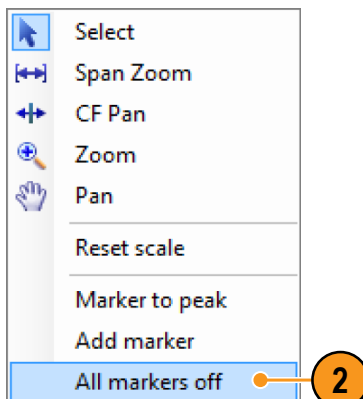 Select
Span Zoom
CF Pan
Zoom
Pan
Reset scale
Marker to peak
Add marker
All markers off 2